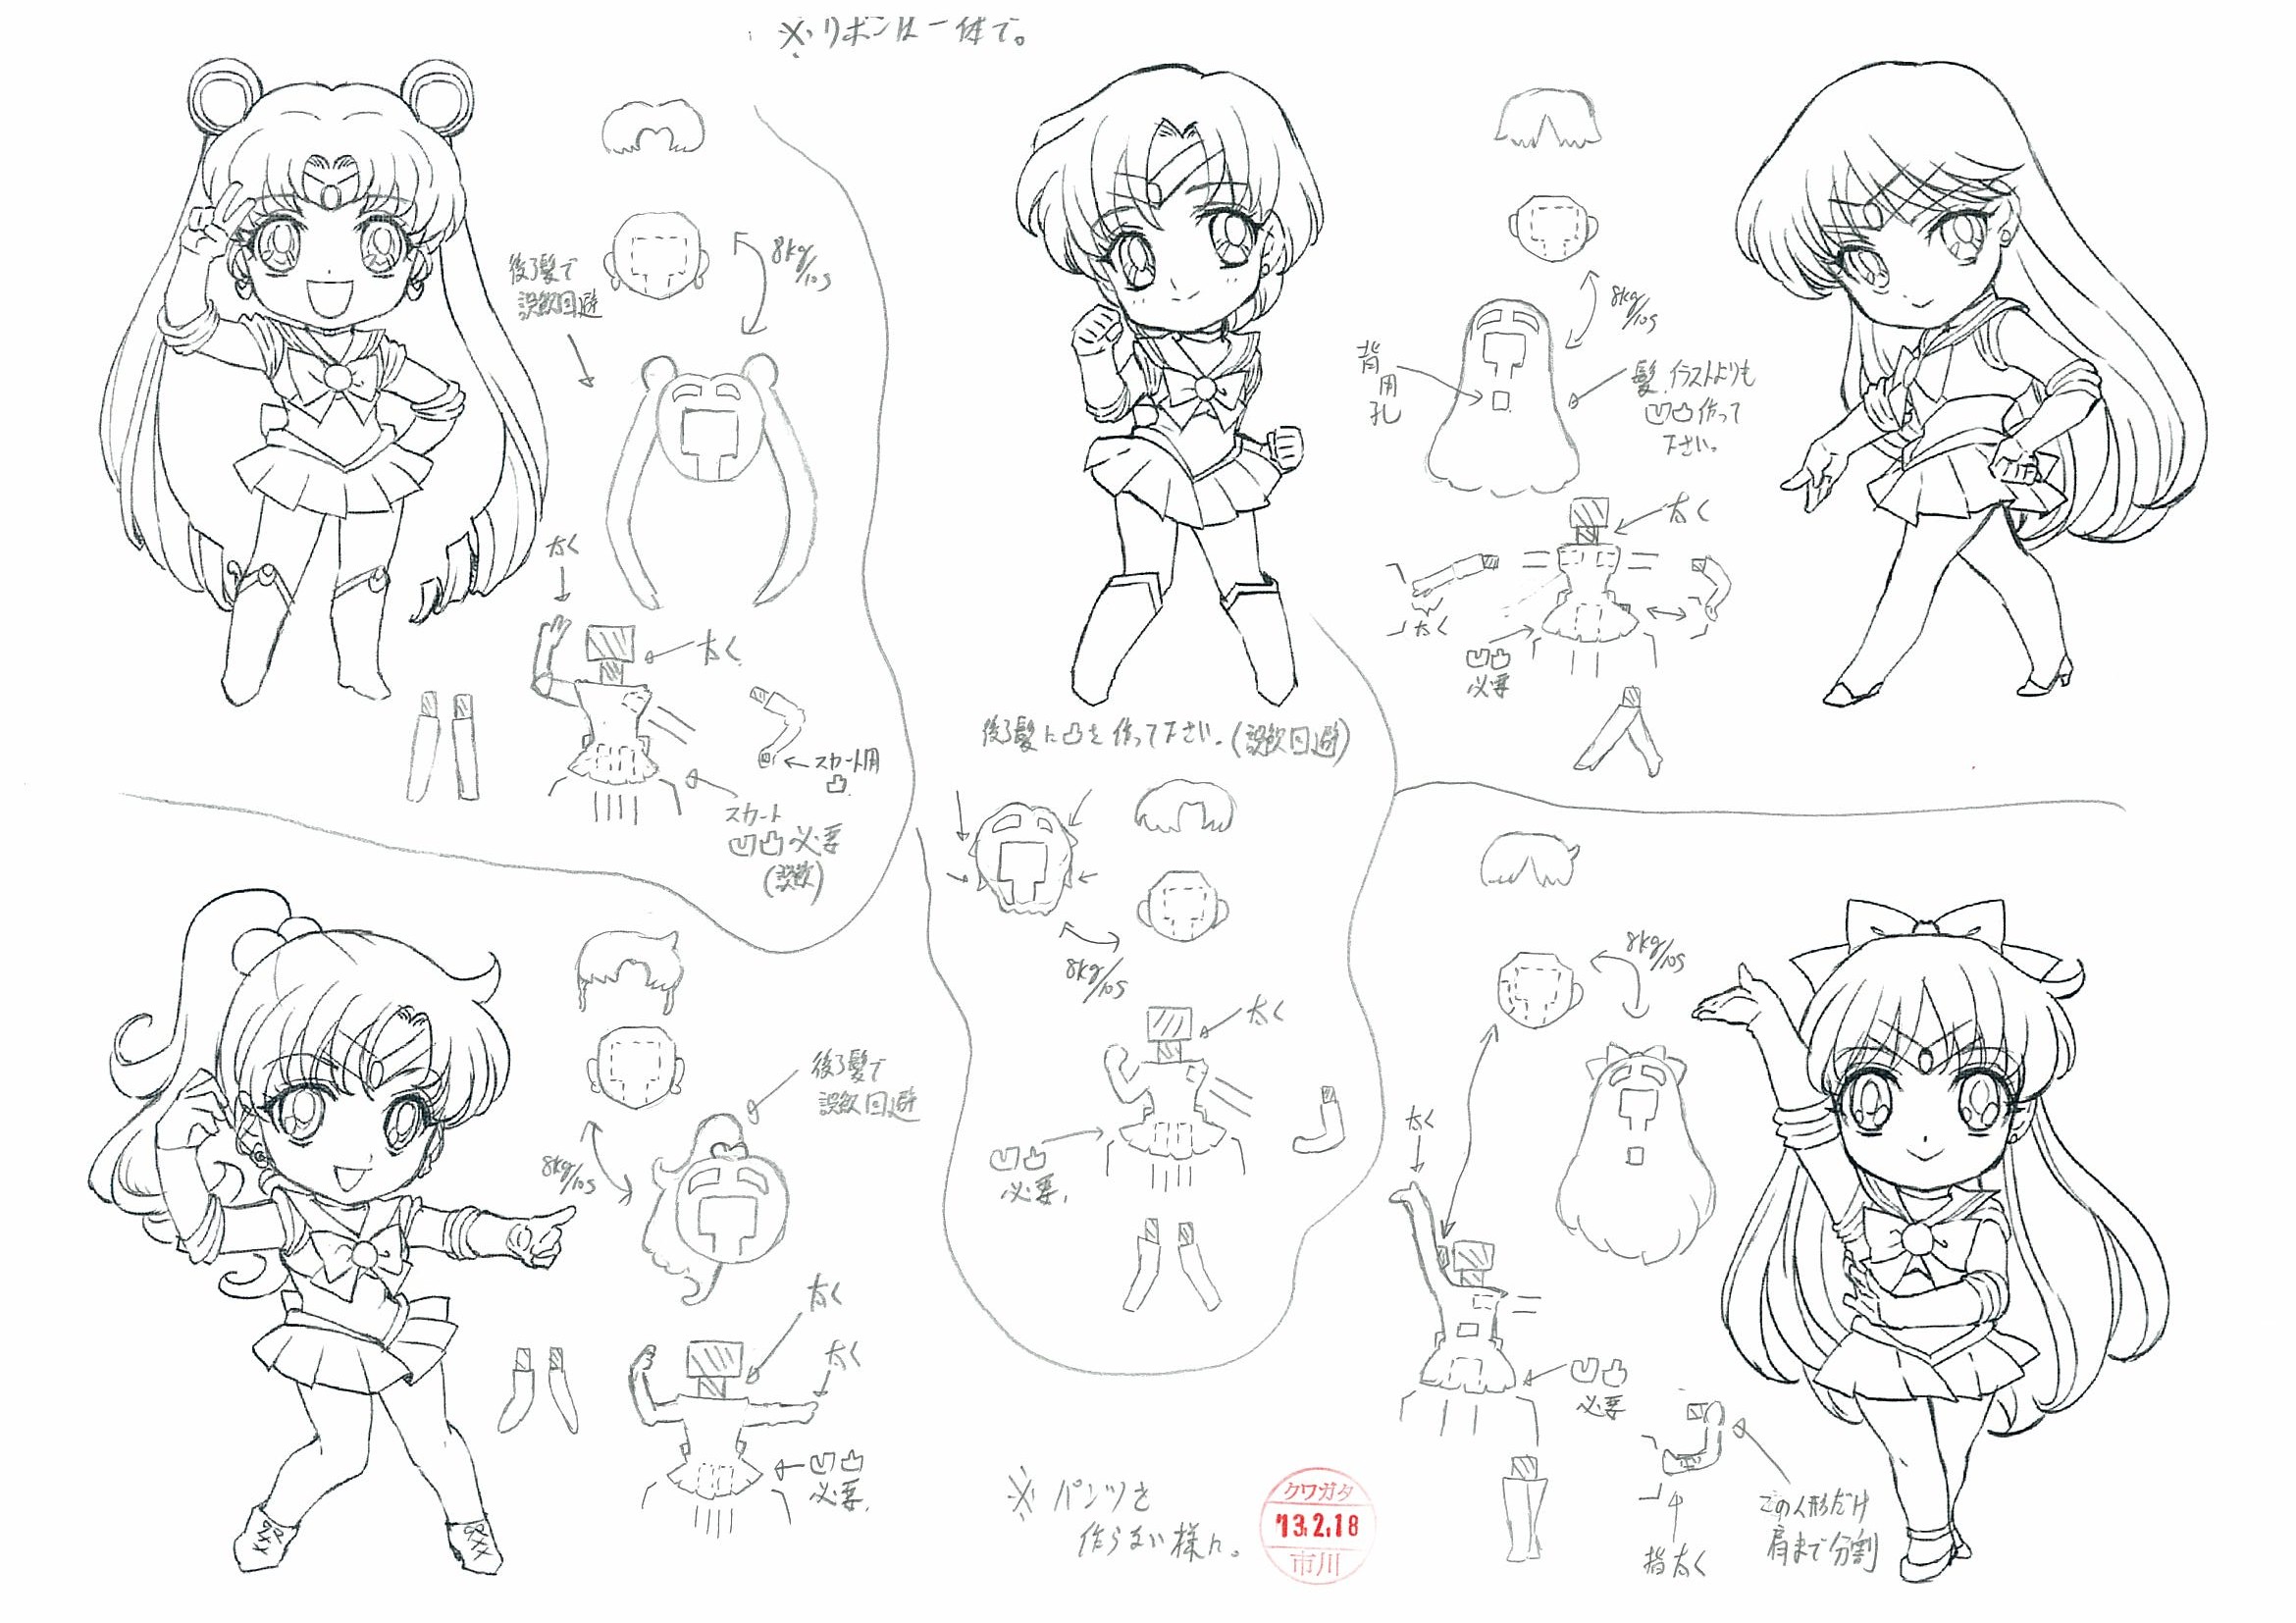 ※リボンは一体で。
後ろ髪で
誤飲回避
8kg/10s
太く
太く
スカート用
凸
スカート
凹凸必要
(誤飲)
8kg/10s
背
用
孔
髪.イラストよりも
凹凸作って
下さい。
太く
太く
凹凸
必要
後ろ髪に凸を作って下さい。(誤飲回避)
8kg/10s
太く
凹凸
必要.
後ろ髪で
誤飲回避
8kg/10s
太く
太く
凹凸
必要.
8kg/10s
太く
凹凸
必要
指太く
この人形だけ
肩まで分割
※パンツを
作らない様に。
クワガタ
'13.2.18
市川